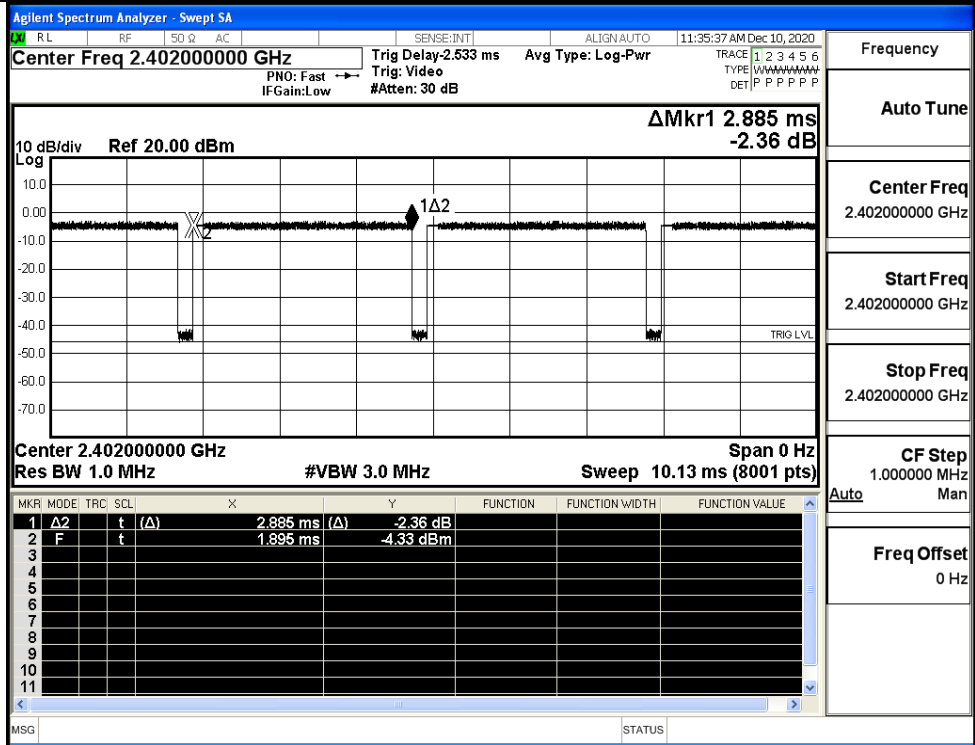 Agilent Spectrum Analyzer - Swept SA
LXI RL RF 50 Ω AC SENSE:INT ALIGN AUTO 11:35:37 AM Dec 10, 2020
Center Freq 2.402000000 GHz
PNO: Fast
IFGain:Low
Trig Delay-2.533 ms
Trig: Video
#Atten: 30 dB
Avg Type: Log-Pwr
TRACE 1 2 3 4 5 6
TYPE WWWWWW
DET P P P P P P
ΔMkr1 2.885 ms
-2.36 dB
10 dB/div Ref 20.00 dBm
Log
10.0
0.00
-10.0
-20.0
-30.0
-40.0
-50.0
-60.0
-70.0
1Δ2
2
TRIG LVL
Center 2.402000000 GHz Span 0 Hz
Res BW 1.0 MHz #VBW 3.0 MHz Sweep 10.13 ms (8001 pts)
MKR MODE TRC SCL X Y FUNCTION FUNCTION WIDTH FUNCTION VALUE
1 Δ2 t (Δ) 2.885 ms (Δ) -2.36 dB
2 F t 1.895 ms -4.33 dBm
3
4
5
6
7
8
9
10
11
MSG STATUS
Frequency
Auto Tune
Center Freq
2.402000000 GHz
Start Freq
2.402000000 GHz
Stop Freq
2.402000000 GHz
CF Step
1.000000 MHz
Auto Man
Freq Offset
0 Hz